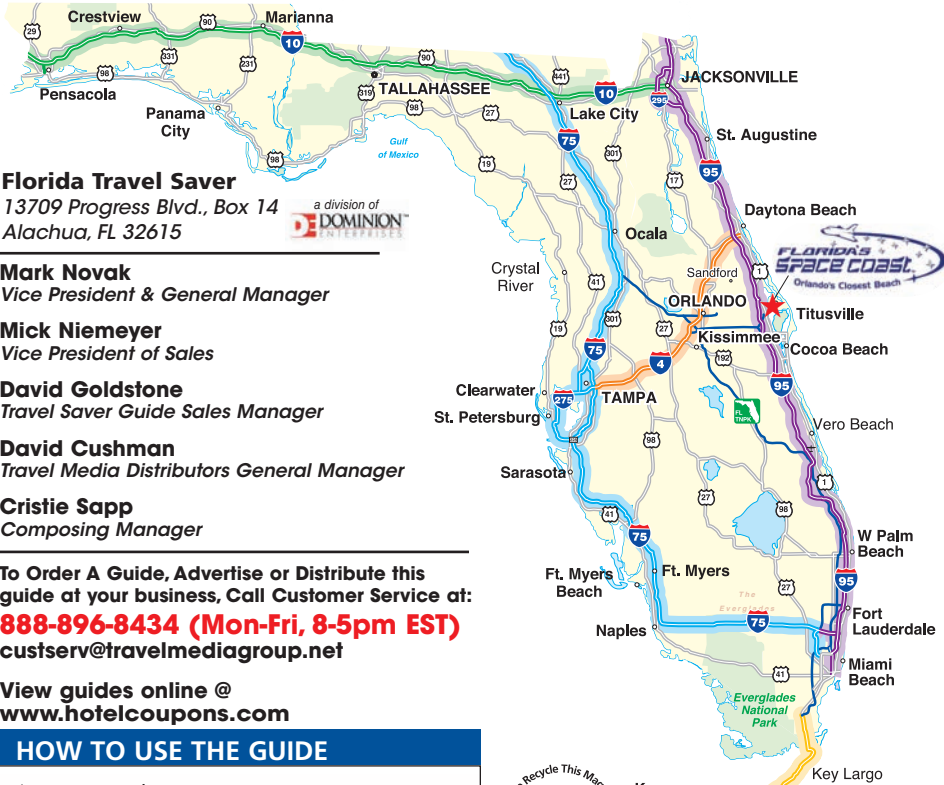 Crestview
Marianna
29
90
10
331
231
98
Pensacola
Panama
City
98
TALLAHASSEE
319
98
90
27
441
10
Lake City
JACKSONVILLE
295
75
Gulf
of Mexico
19
27
301
17
St. Augustine
95
Daytona Beach
Ocala
Crystal
River
41
Sandford
1
FLORIDA'S
SPACE COAST
Orlando's Closest Beach
ORLANDO
Titusville
19
301
27
Kissimmee
192
75
4
Cocoa Beach
95
Clearwater
275
TAMPA
St. Petersburg
FL
TNPK
Vero Beach
98
Sarasota
27
98
1
41
75
W Palm
Beach
Ft. Myers
Beach
Ft. Myers
27
95
The
Everglades
Naples
75
Fort
Lauderdale
41
Miami
Beach
Everglades
National
Park
Key Largo
Florida Travel Saver
13709 Progress Blvd., Box 14
Alachua, FL 32615
a division of
DOMINION™
ENTERPRISES
Mark Novak
Vice President & General Manager
Mick Niemeyer
Vice President of Sales
David Goldstone
Travel Saver Guide Sales Manager
David Cushman
Travel Media Distributors General Manager
Cristie Sapp
Composing Manager
To Order A Guide, Advertise or Distribute this
guide at your business, Call Customer Service at:
888-896-8434 (Mon-Fri, 8-5pm EST)
custserv@travelmediagroup.net
View guides online @
www.hotelcoupons.com
HOW TO USE THE GUIDE
Recycle This Mag